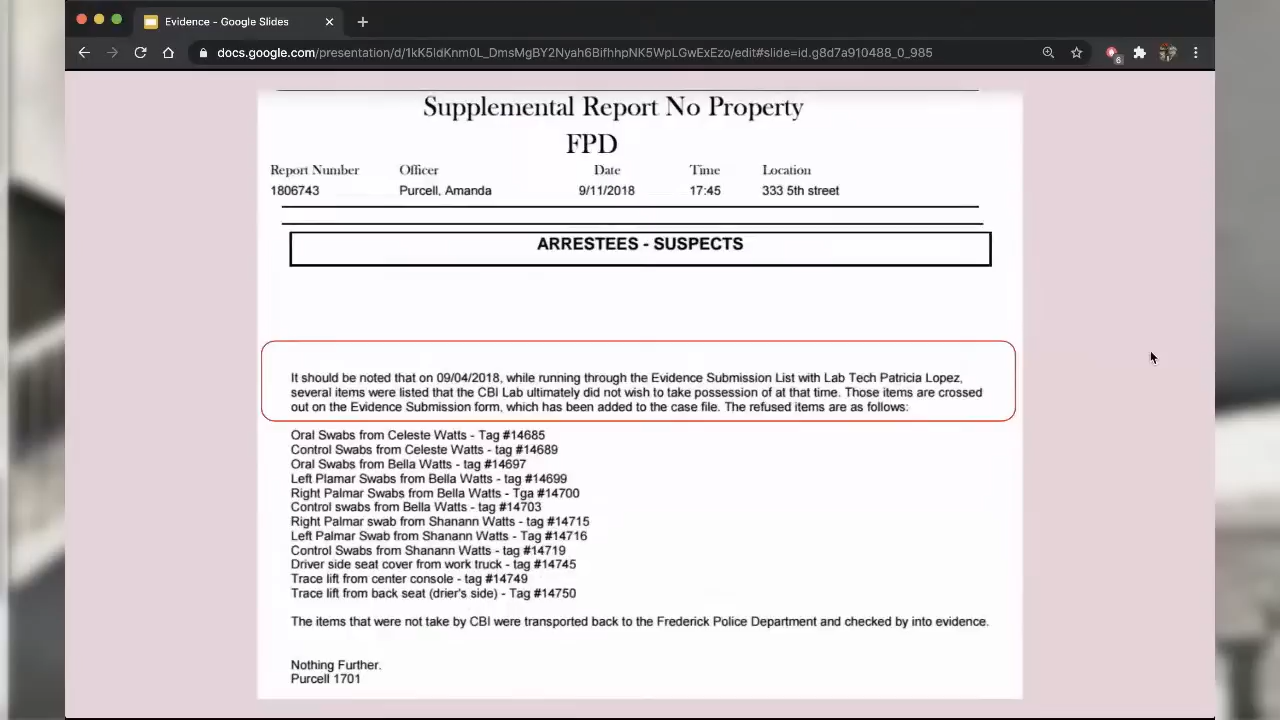 Evidence - Google Slides
docs.google.com/presentation/d/1kK5ldKnm0L_DmsMgBY2Nyah6BifhhpNK5WpLGwExEzo/edit#slide=id.g8d7a910488_0_985
6
Supplemental Report No Property
FPD
Report Number Officer Date Time Location
1806743 Purcell, Amanda 9/11/2018 17:45 333 5th street
ARRESTEES - SUSPECTS
It should be noted that on 09/04/2018, while running through the Evidence Submission List with Lab Tech Patricia Lopez,
several items were listed that the CBI Lab ultimately did not wish to take possession of at that time. Those items are crossed
out on the Evidence Submission form, which has been added to the case file. The refused items are as follows:
Oral Swabs from Celeste Watts - Tag #14685
Control Swabs from Celeste Watts - tag #14689
Oral Swabs from Bella Watts - tag #14697
Left Plamar Swabs from Bella Watts - tag #14699
Right Palmar Swabs from Bella Watts - Tga #14700
Control swabs from Bella Watts - tag #14703
Right Palmar swab from Shanann Watts - tag #14715
Left Palmar Swab from Shanann Watts - Tag #14716
Control Swabs from Shanann Watts - tag #14719
Driver side seat cover from work truck - tag #14745
Trace lift from center console - tag #14749
Trace lift from back seat (drier's side) - Tag #14750
The items that were not take by CBI were transported back to the Frederick Police Department and checked by into evidence.
Nothing Further.
Purcell 1701